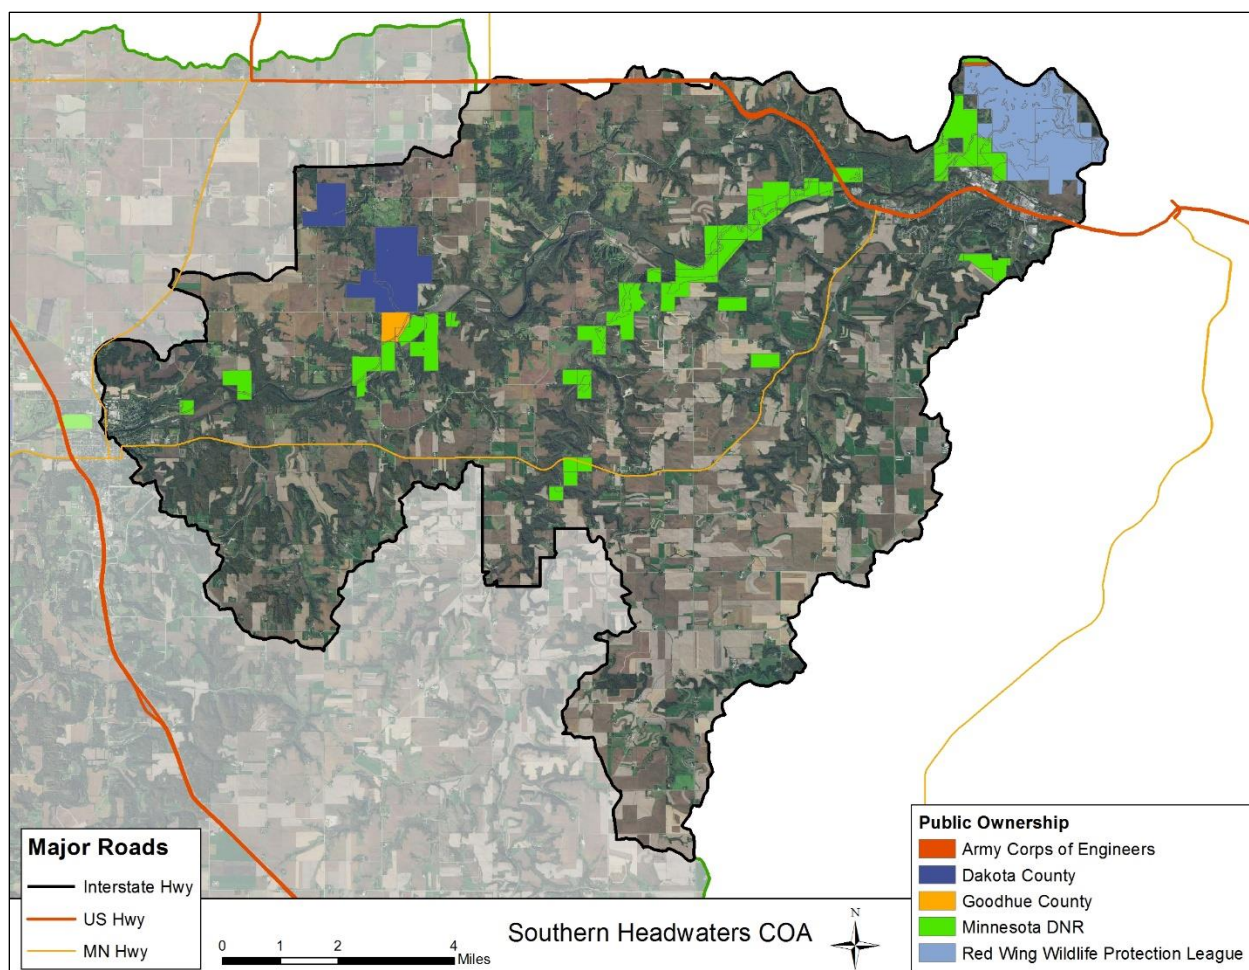 Major Roads
Interstate Hwy
US Hwy
MN Hwy
0 1 2 4
Miles
Southern Headwaters COA
N
Public Ownership
Army Corps of Engineers
Dakota County
Goodhue County
Minnesota DNR
Red Wing Wildlife Protection League